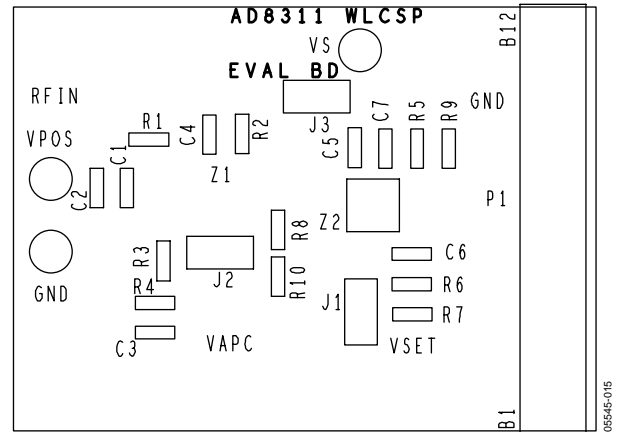 AD8311 WLCSP
VS
B12
EVAL BD
RFIN
GND
J3
VPOS
R1
C4
R2
C5
C7
R5
R9
C1
Z1
C2
Z2
P1
R8
R3
J2
C6
GND
R4
R10
J1
R6
R7
C3
VAPC
VSET
B1
05545-015